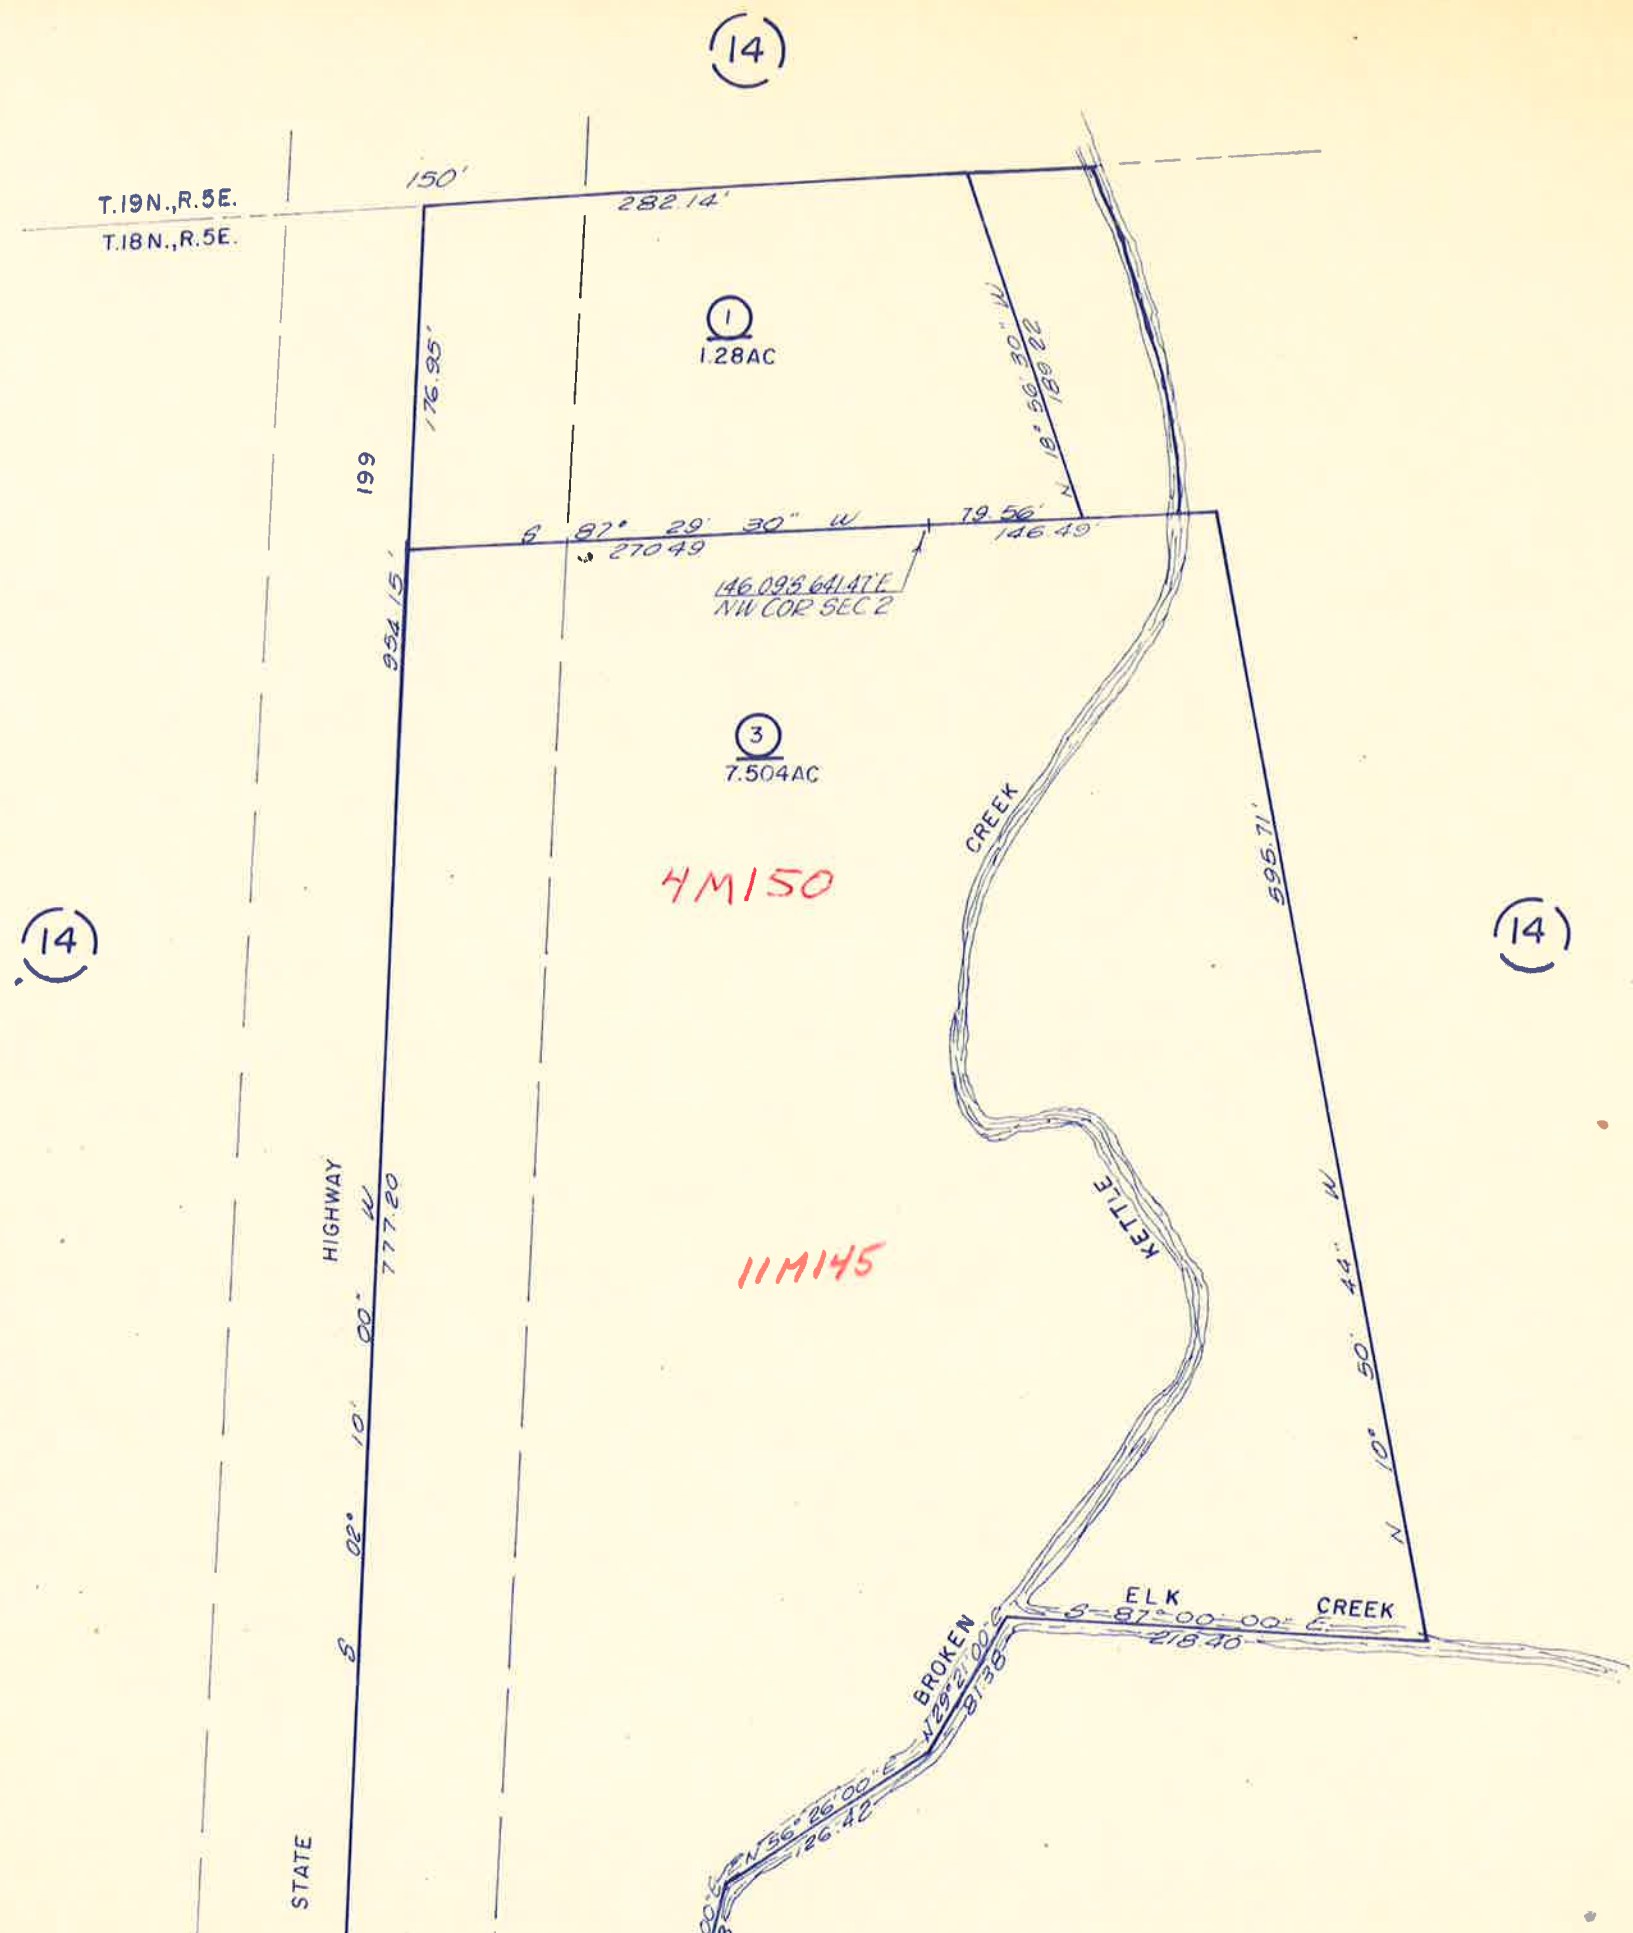 14
T.19N.,R.5E.
T.18N.,R.5E.
150'
282.14'
1
1.28AC
176.95'
N 18° 56' 30" W
189.22
199
S 87° 29' 30" W
270.49
79.56'
146.49'
146.09'S 641.47'E
NW COR SEC 2
954.15'
3
7.504AC
CREEK
595.71'
4M150
14
14
KETTLE
HIGHWAY
777.20
S 02° 10' 00" W
11M145
N 10° 50' 44" W
ELK CREEK
S 87° 00' 00" E
218.40
BROKEN
N 29° 21' 00" E
81.38
N 56° 26' 00" E
126.42
STATE
00" E